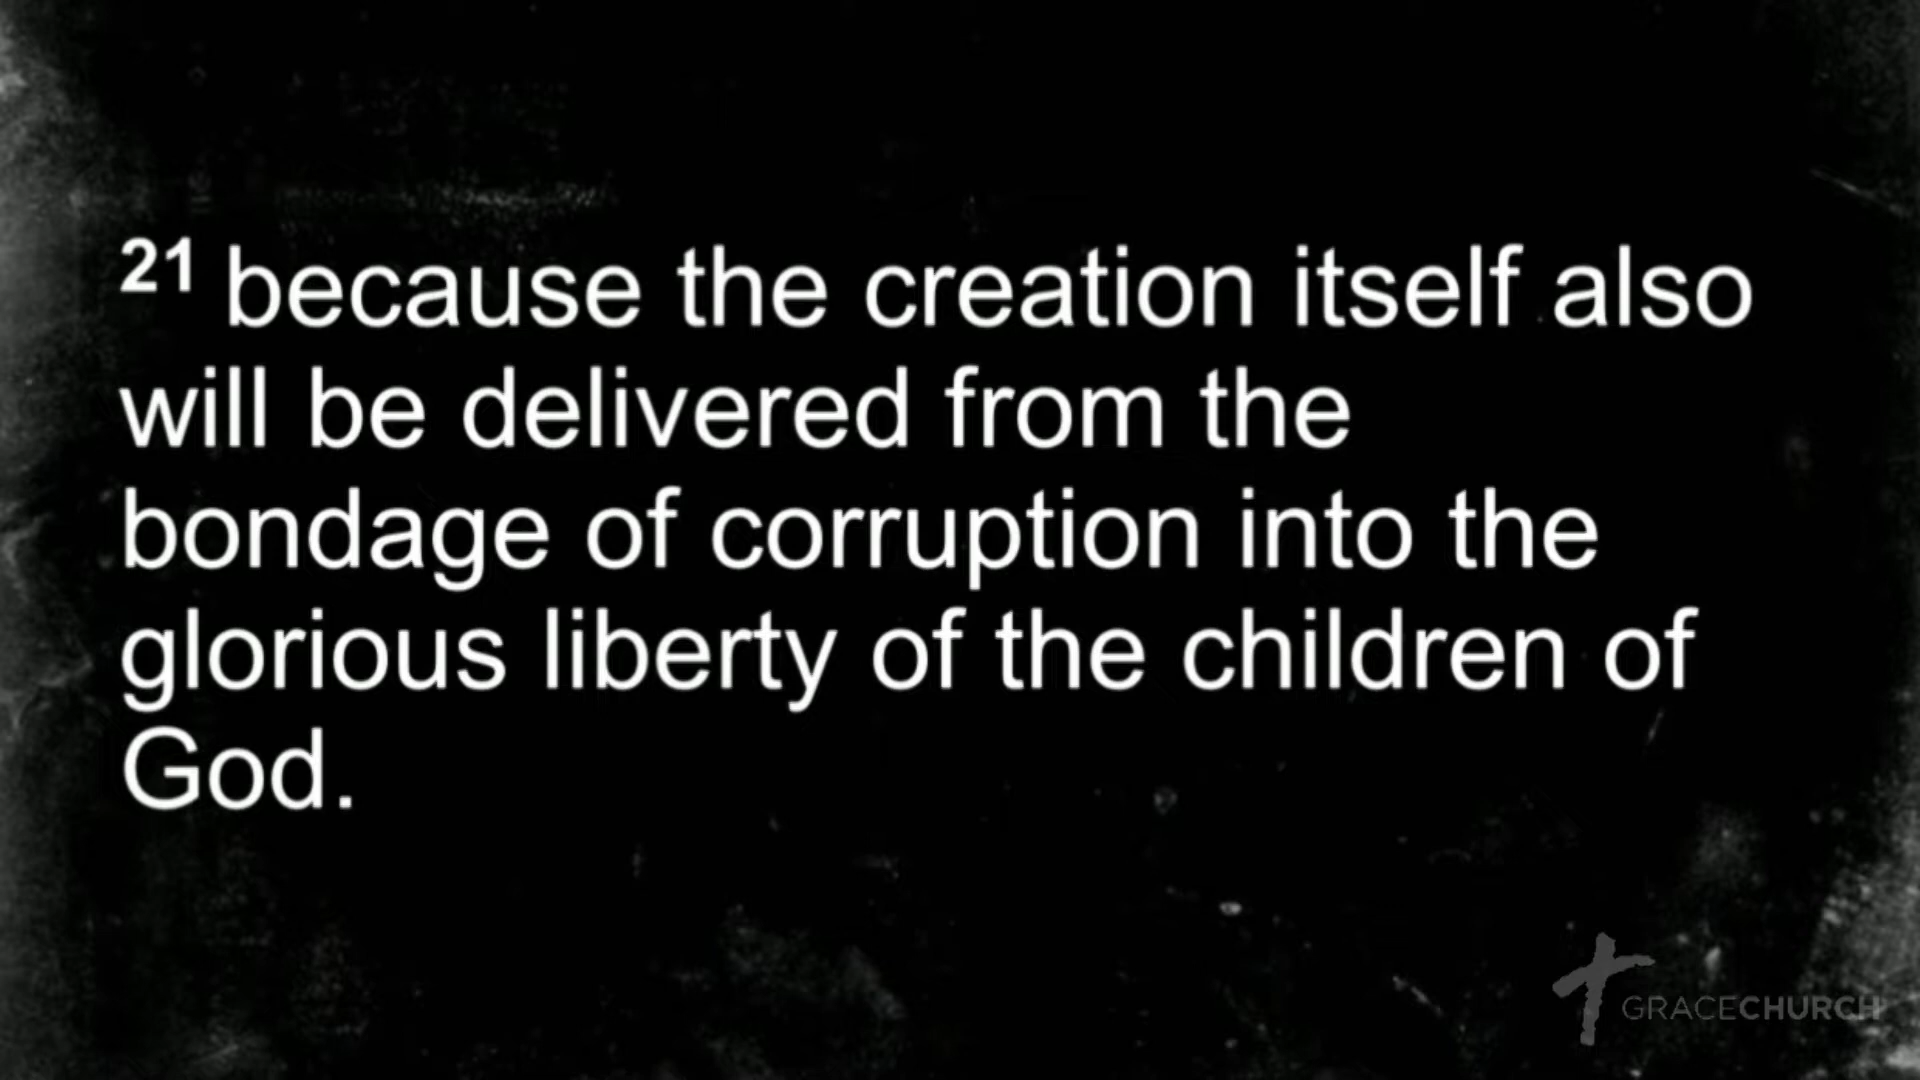 21 because the creation itself also
will be delivered from the
bondage of corruption into the
glorious liberty of the children of
God.
GRACECHURCH